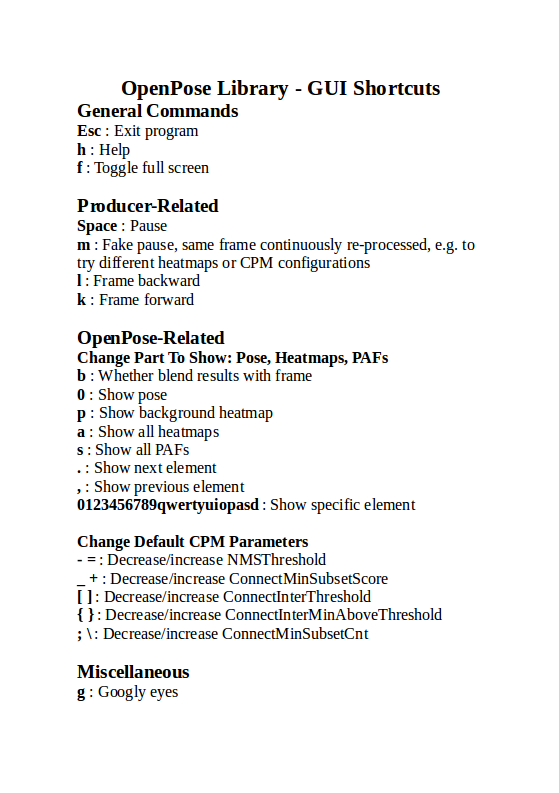 OpenPose Library - GUI Shortcuts
General Commands
Esc : Exit program
h : Help
f : Toggle full screen
Producer-Related
Space : Pause
m : Fake pause, same frame continuously re-processed, e.g. to
try different heatmaps or CPM configurations
l : Frame backward
k : Frame forward
OpenPose-Related
Change Part To Show: Pose, Heatmaps, PAFs
b : Whether blend results with frame
0 : Show pose
p : Show background heatmap
a : Show all heatmaps
s : Show all PAFs
. : Show next element
, : Show previous element
0123456789qwertyuiopasd : Show specific element
Change Default CPM Parameters
- = : Decrease/increase NMSThreshold
_ + : Decrease/increase ConnectMinSubsetScore
[ ] : Decrease/increase ConnectInterThreshold
{ } : Decrease/increase ConnectInterMinAboveThreshold
; \ : Decrease/increase ConnectMinSubsetCnt
Miscellaneous
g : Googly eyes